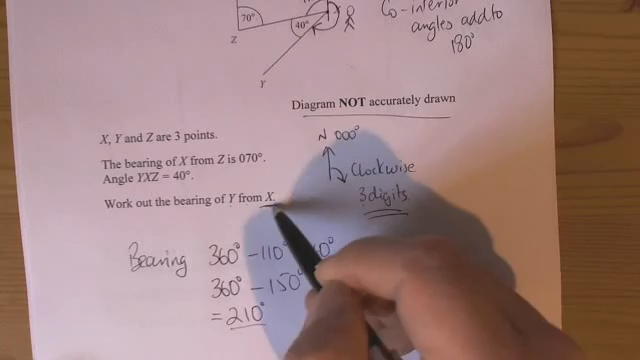 Co-interior
angles add to
180°
70°
40°
Z
Y
Diagram NOT accurately drawn
X, Y and Z are 3 points.
The bearing of X from Z is 070°.
Angle YXZ = 40°.
Work out the bearing of Y from X.
N 000°
Clockwise
3 digits
Bearing 360° - 110°
360° - 150°
= 210°